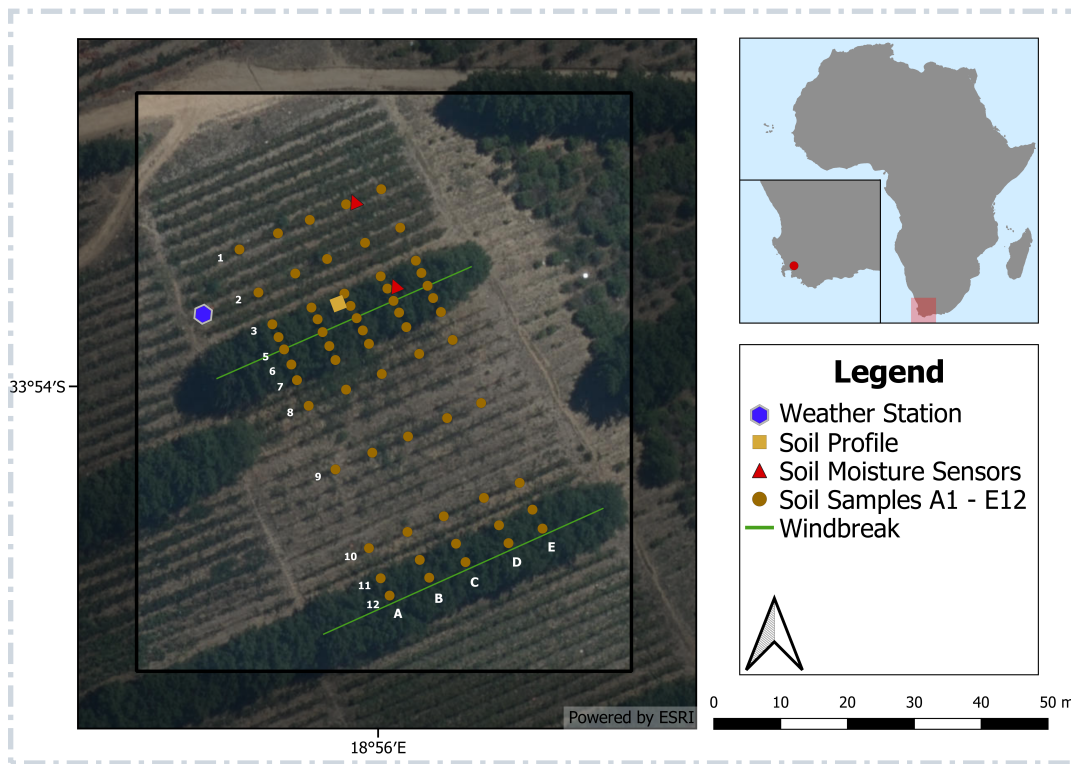 1
2
3
5
6
7
8
9
10
11
12
A
B
C
D
E
33°54'S
18°56'E
Powered by ESRI
Legend
Weather Station
Soil Profile
Soil Moisture Sensors
Soil Samples A1 - E12
Windbreak
0 10 20 30 40 50 m